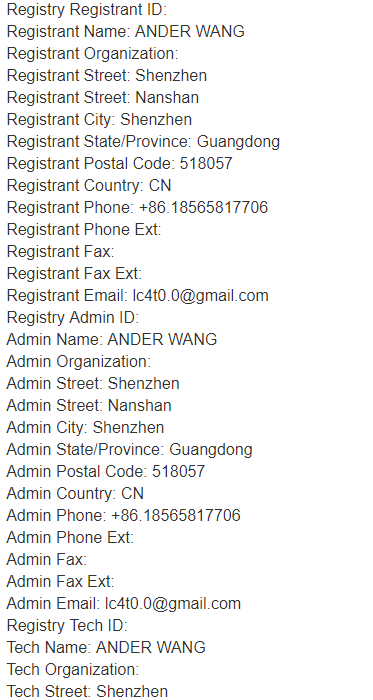 Registry Registrant ID:
Registrant Name: ANDER WANG
Registrant Organization:
Registrant Street: Shenzhen
Registrant Street: Nanshan
Registrant City: Shenzhen
Registrant State/Province: Guangdong
Registrant Postal Code: 518057
Registrant Country: CN
Registrant Phone: +86.18565817706
Registrant Phone Ext:
Registrant Fax:
Registrant Fax Ext:
Registrant Email: lc4t0.0@gmail.com
Registry Admin ID:
Admin Name: ANDER WANG
Admin Organization:
Admin Street: Shenzhen
Admin Street: Nanshan
Admin City: Shenzhen
Admin State/Province: Guangdong
Admin Postal Code: 518057
Admin Country: CN
Admin Phone: +86.18565817706
Admin Phone Ext:
Admin Fax:
Admin Fax Ext:
Admin Email: lc4t0.0@gmail.com
Registry Tech ID:
Tech Name: ANDER WANG
Tech Organization:
Tech Street: Shenzhen